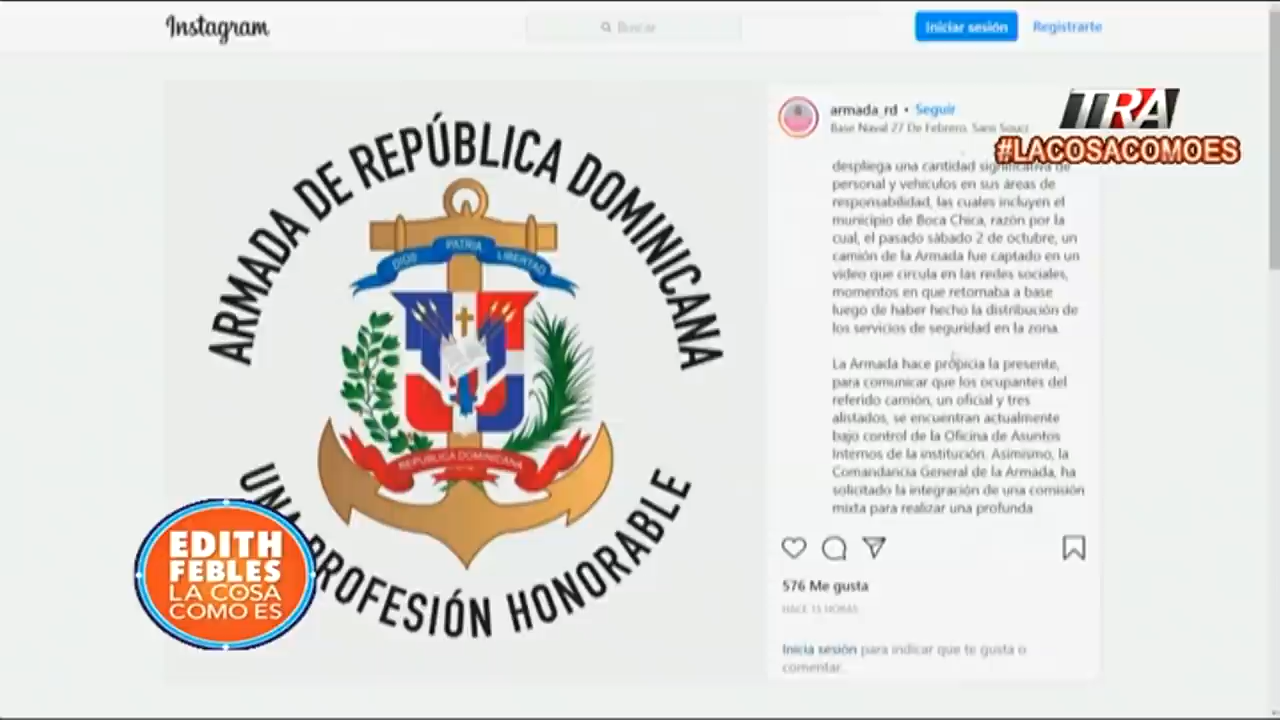 Instagram
Buscar
Iniciar sesión
Registrarte
ARMADA DE REPÚBLICA DOMINICANA
DIOS PATRIA LIBERTAD
REPÚBLICA DOMINICANA
UNA PROFESIÓN HONORABLE
EDITH
FEBLES
LA COSA
COMO ES
TRA
#LACOSACOMOES
armada_rd • Seguir
Base Naval 27 De Febrero, Sans Souci
despliega una cantidad significativa de
personal y vehículos en sus áreas de
responsabilidad, las cuales incluyen el
municipio de Boca Chica, razón por la
cual, el pasado sábado 2 de octubre, un
camión de la Armada fue captado en un
video que circula en las redes sociales,
momentos en que retornaba a base
luego de haber hecho la distribución de
los servicios de seguridad en la zona.
La Armada hace propicia la presente,
para comunicar que los ocupantes del
referido camión, un oficial y tres
alistados, se encuentran actualmente
bajo control de la Oficina de Asuntos
Internos de la institución. Asimismo, la
Comandancia General de la Armada, ha
solicitado la integración de una comisión
mixta para realizar una profunda
576 Me gusta
HACE 15 HORAS
Inicia sesión para indicar que te gusta o
comentar.